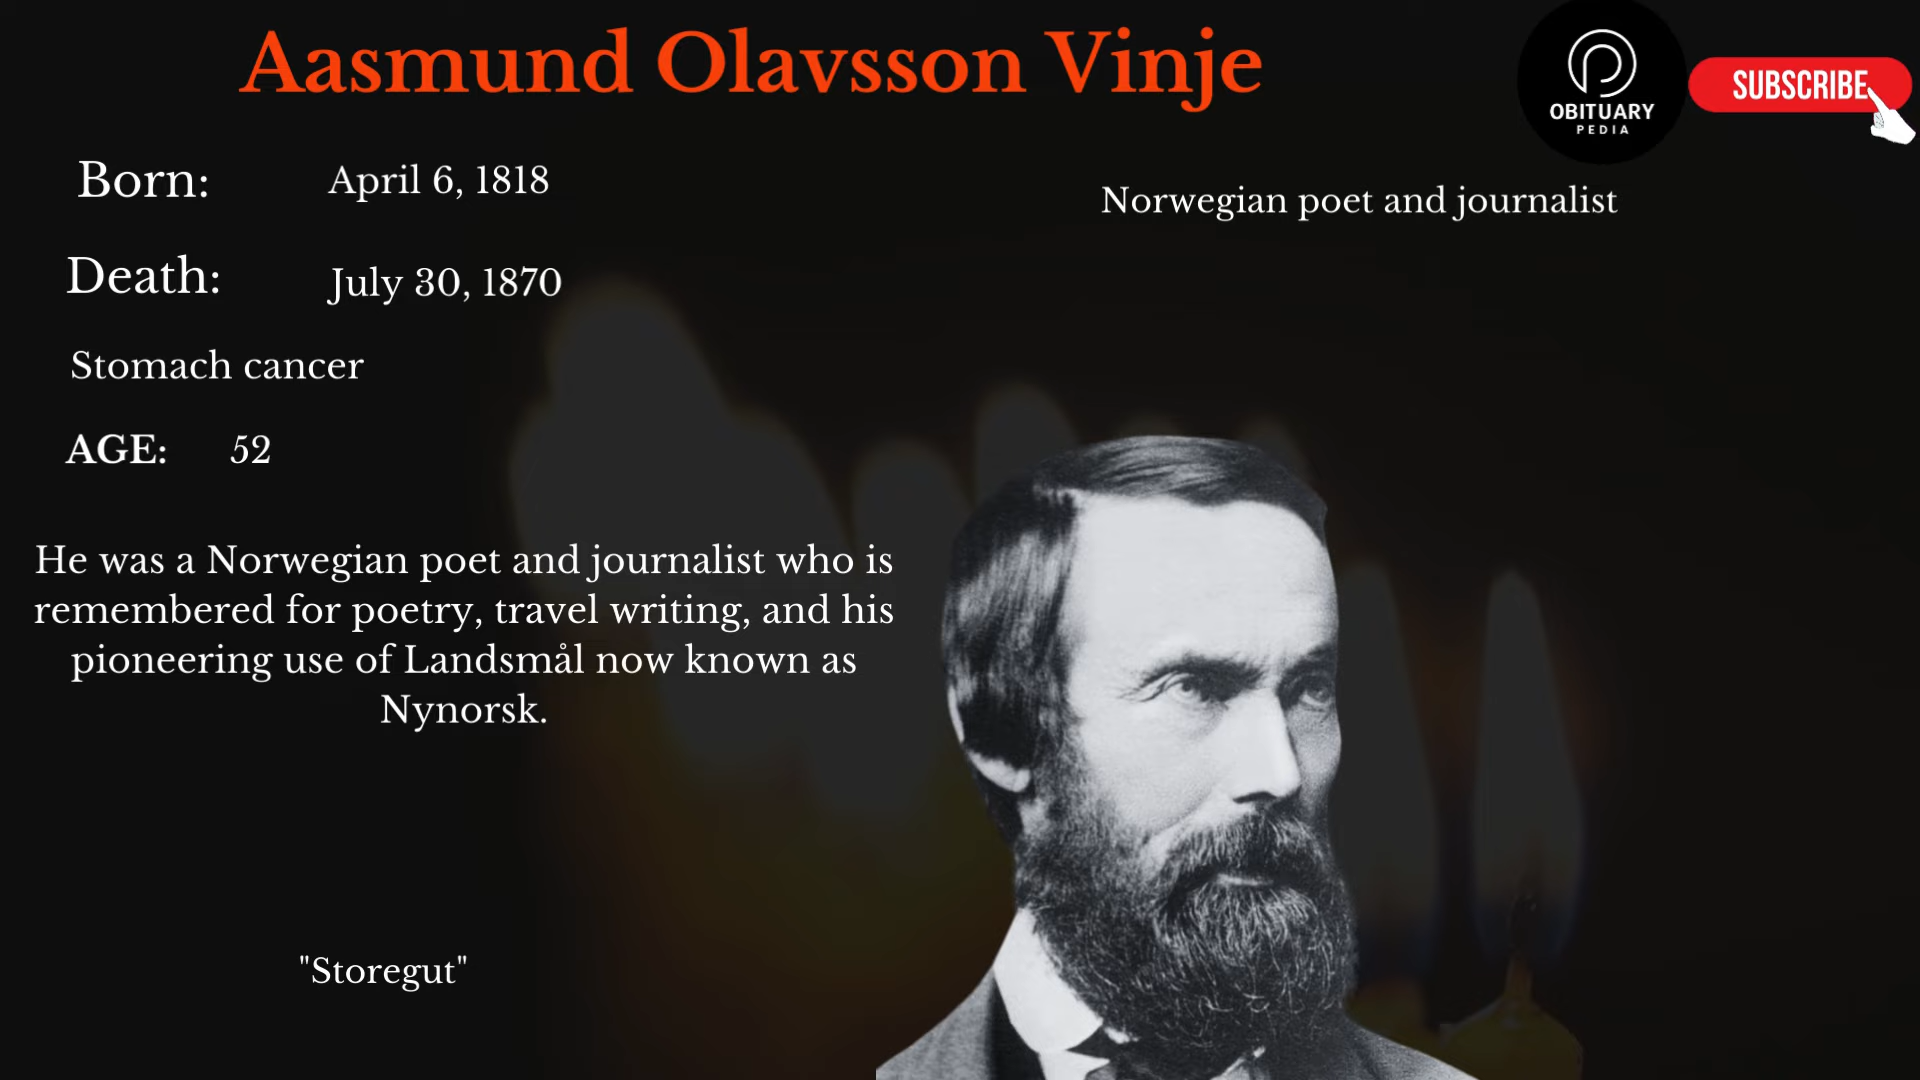 Aasmund Olavsson Vinje
OBITUARY
PEDIA
SUBSCRIBE
Born: April 6, 1818
Norwegian poet and journalist
Death: July 30, 1870
Stomach cancer
AGE: 52
He was a Norwegian poet and journalist who is
remembered for poetry, travel writing, and his
pioneering use of Landsmål now known as
Nynorsk.
"Storegut"